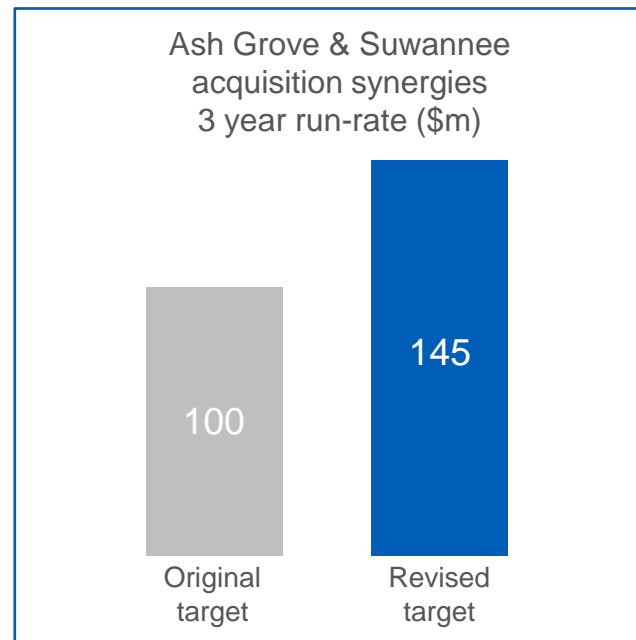 Ash Grove & Suwannee
acquisition synergies
3 year run-rate ($m)
145
100
Original
target
Revised
target